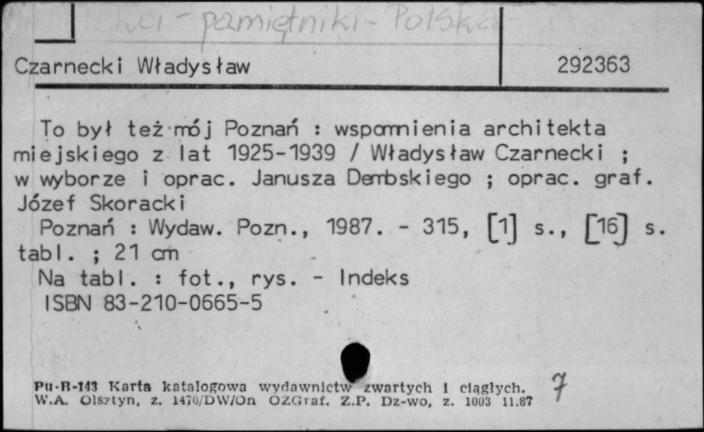 - pamiętniki - Polska
Czarnecki Władysław 292363
To był też mój Poznań : wspomnienia architekta
miejskiego z lat 1925-1939 / Władysław Czarnecki ;
w wyborze i oprac. Janusza Dembskiego ; oprac. graf.
Józef Skoracki
Poznań : Wydaw. Pozn., 1987. - 315, [1] s., [16] s.
tabl. ; 21 cm
Na tabl. : fot., rys. - Indeks
ISBN 83-210-0665-5
Pu-B-143 Karta katalogowa wydawnictw zwartych i ciągłych. 7
W.A. Olsztyn, z. 1470/DW/On OZGraf. Z.P. Dz-wo, z. 1003 11.87